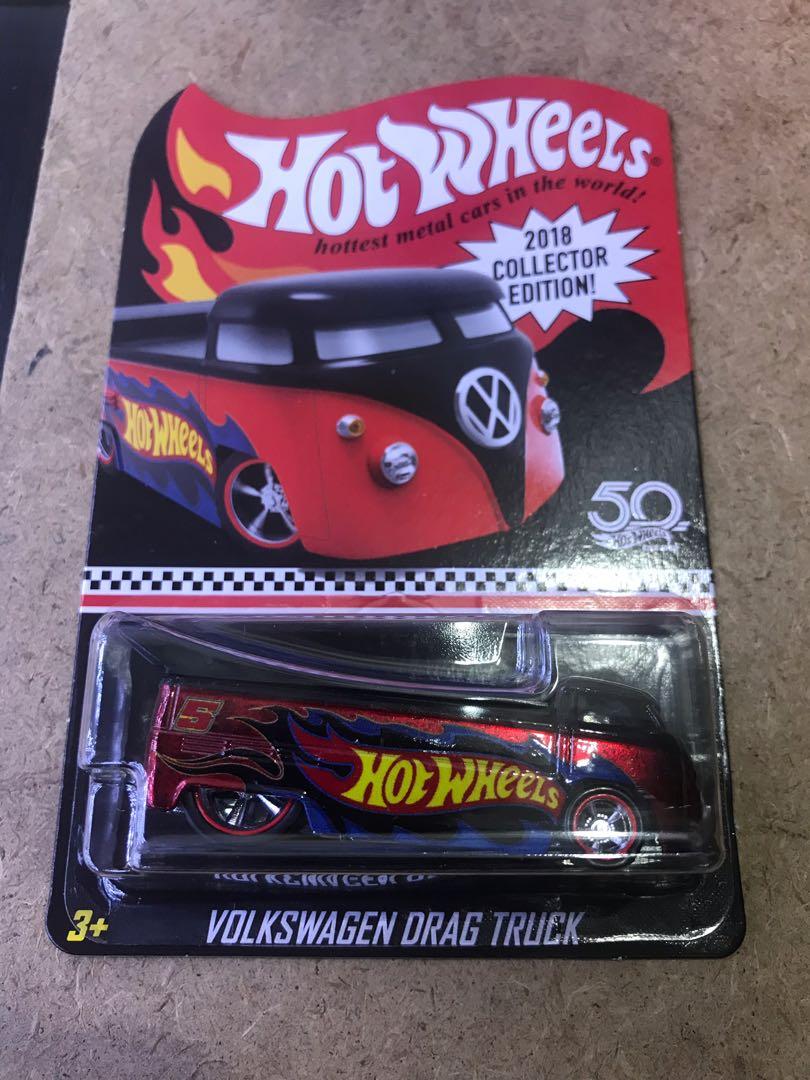 Hot Wheels®
hottest metal cars in the world!
2018
COLLECTOR
EDITION!
HOT WHEELS
50
HOT WHEELS
5
HOT WHEELS
3+
VOLKSWAGEN DRAG TRUCK